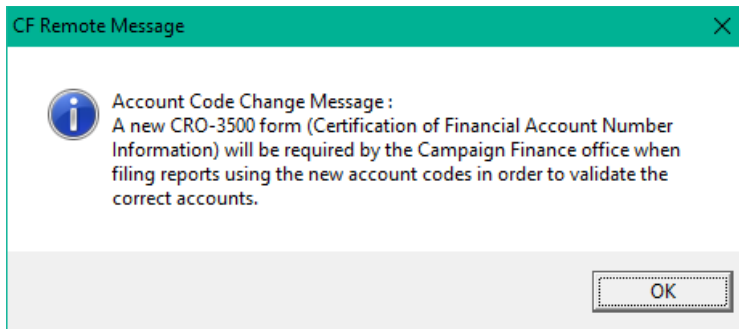 CF Remote Message
Account Code Change Message :
A new CRO-3500 form (Certification of Financial Account Number
Information) will be required by the Campaign Finance office when
filing reports using the new account codes in order to validate the
correct accounts.
OK